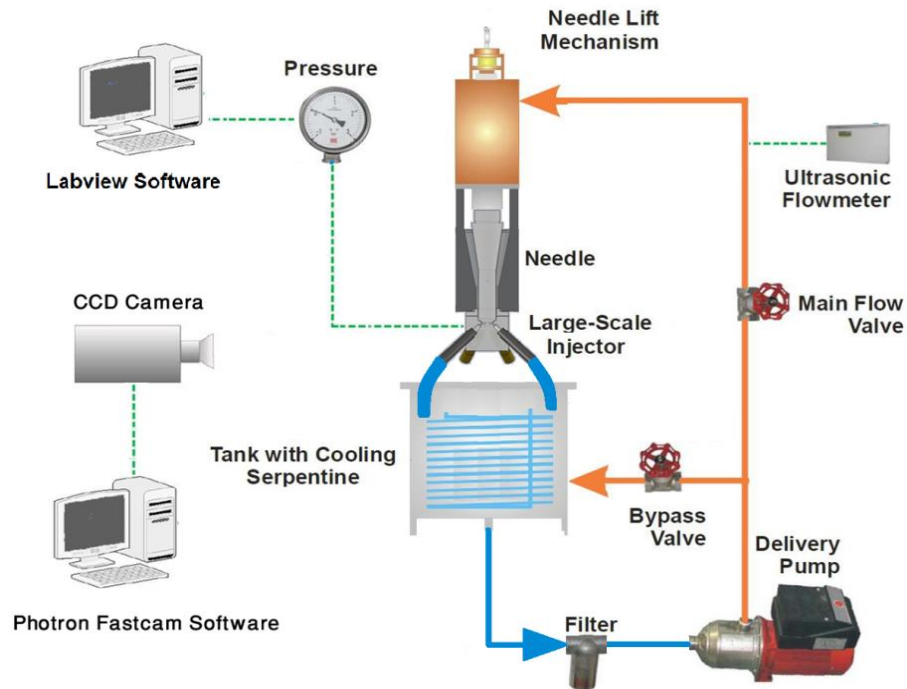 Needle Lift
Mechanism
Pressure
Labview Software
Ultrasonic
Flowmeter
Needle
CCD Camera
Large-Scale
Injector
Main Flow
Valve
Tank with Cooling
Serpentine
Bypass
Valve
Delivery
Pump
Photron Fastcam Software
Filter